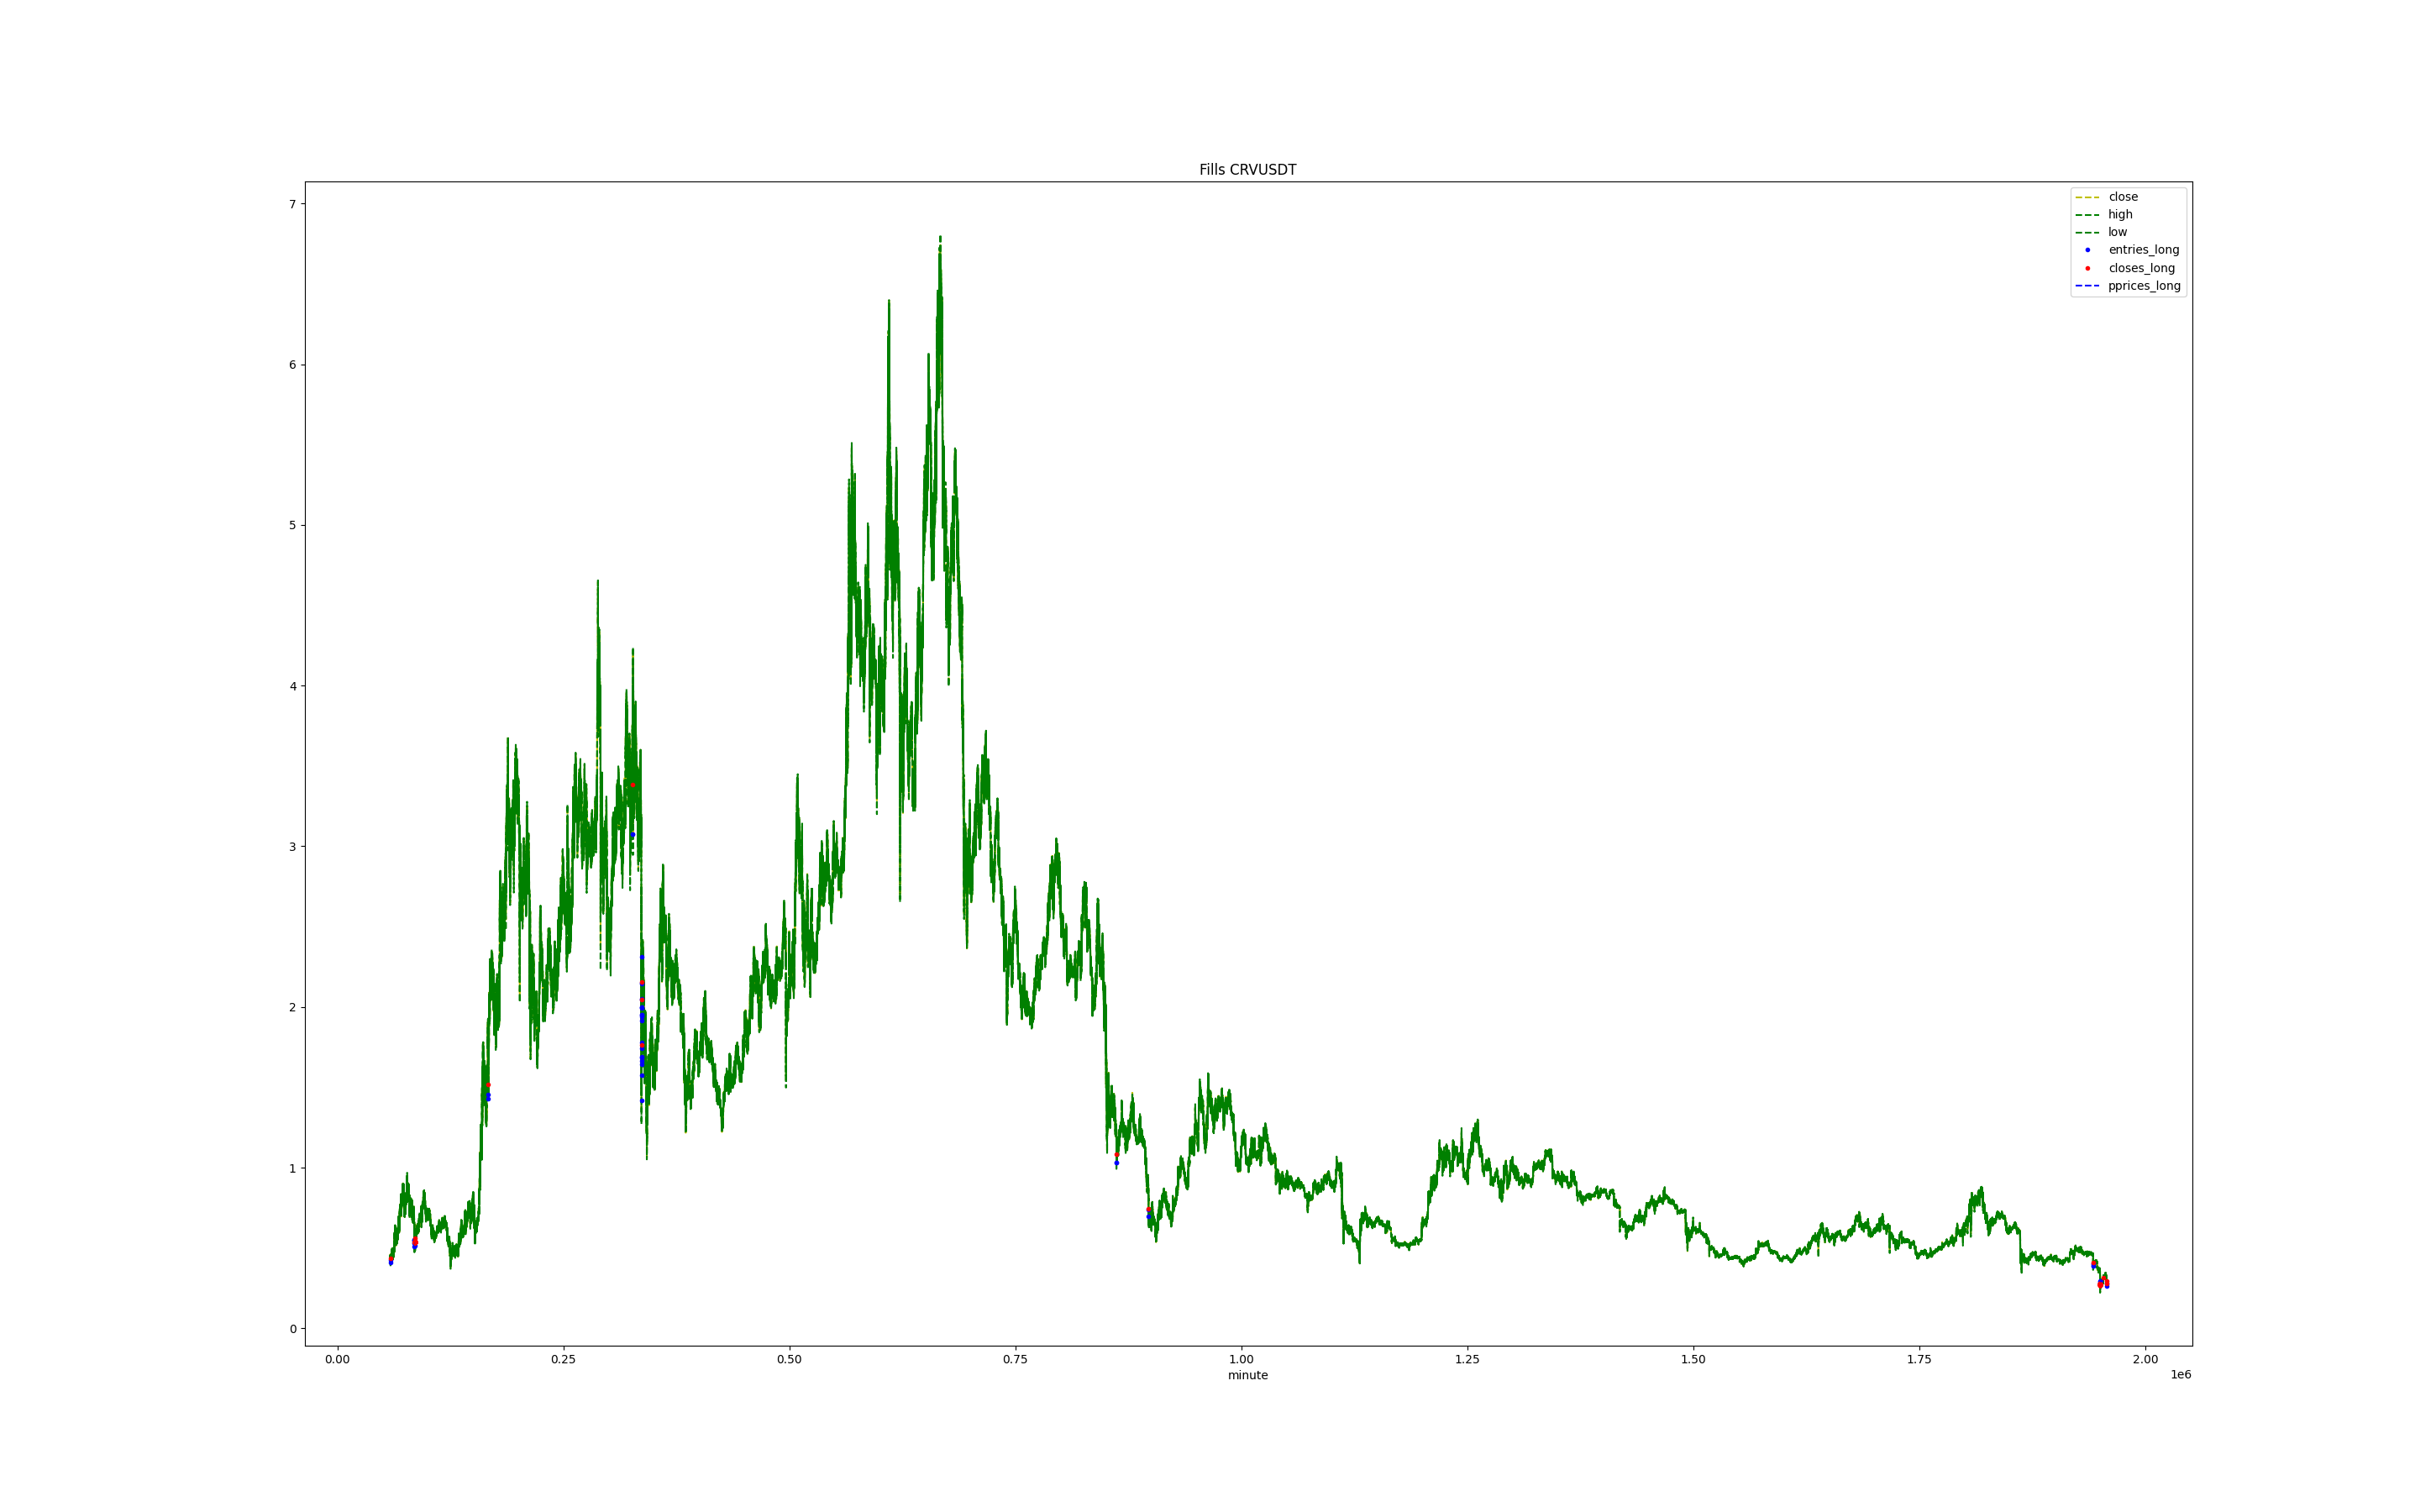 Fills CRVUSDT
close
high
low
entries_long
closes_long
pprices_long
7
6
5
4
3
2
1
0
0.00 0.25 0.50 0.75 1.00 1.25 1.50 1.75 2.00
minute
1e6